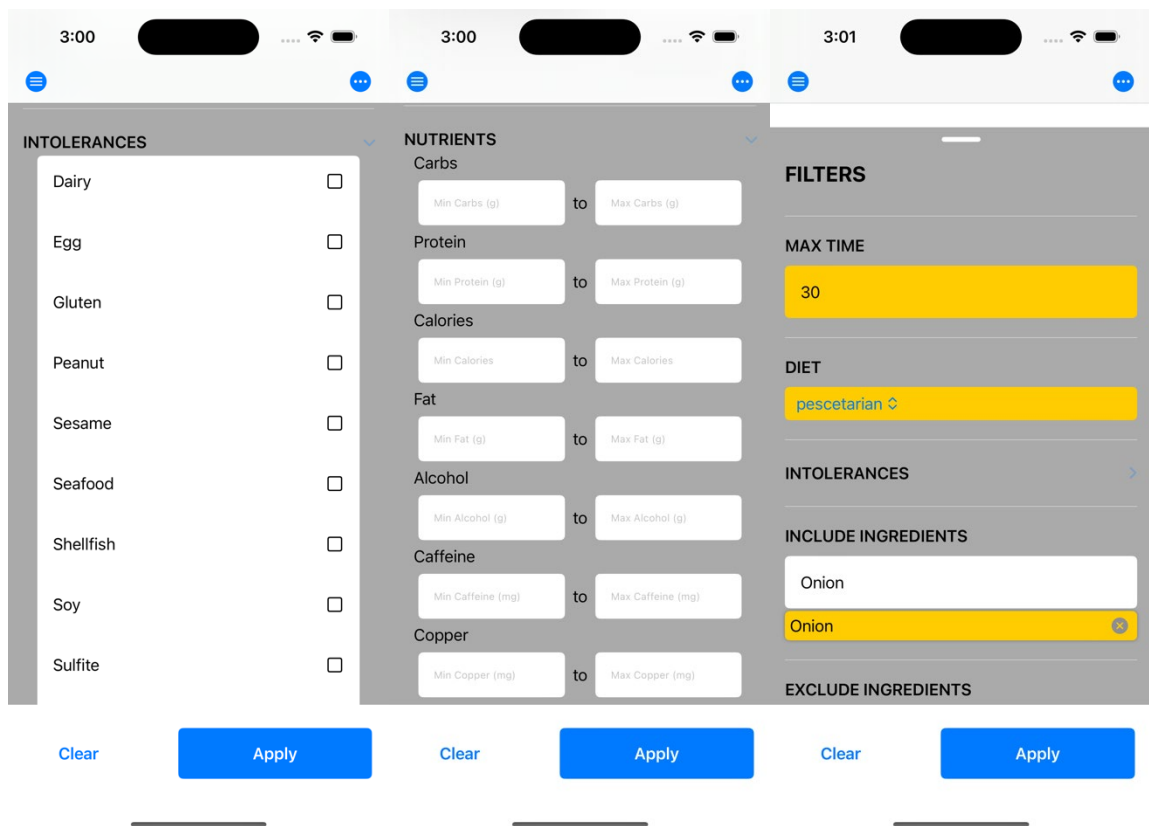 3:00
INTOLERANCES
Dairy
Egg
Gluten
Peanut
Sesame
Seafood
Shellfish
Soy
Sulfite
Clear Apply
3:00
NUTRIENTS
Carbs
Min Carbs (g) to Max Carbs (g)
Protein
Min Protein (g) to Max Protein (g)
Calories
Min Calories to Max Calories
Fat
Min Fat (g) to Max Fat (g)
Alcohol
Min Alcohol (g) to Max Alcohol (g)
Caffeine
Min Caffeine (mg) to Max Caffeine (mg)
Copper
Min Copper (mg) to Max Copper (mg)
Clear Apply
3:01
FILTERS
MAX TIME
30
DIET
pescetarian
INTOLERANCES
INCLUDE INGREDIENTS
Onion
Onion
EXCLUDE INGREDIENTS
Clear Apply